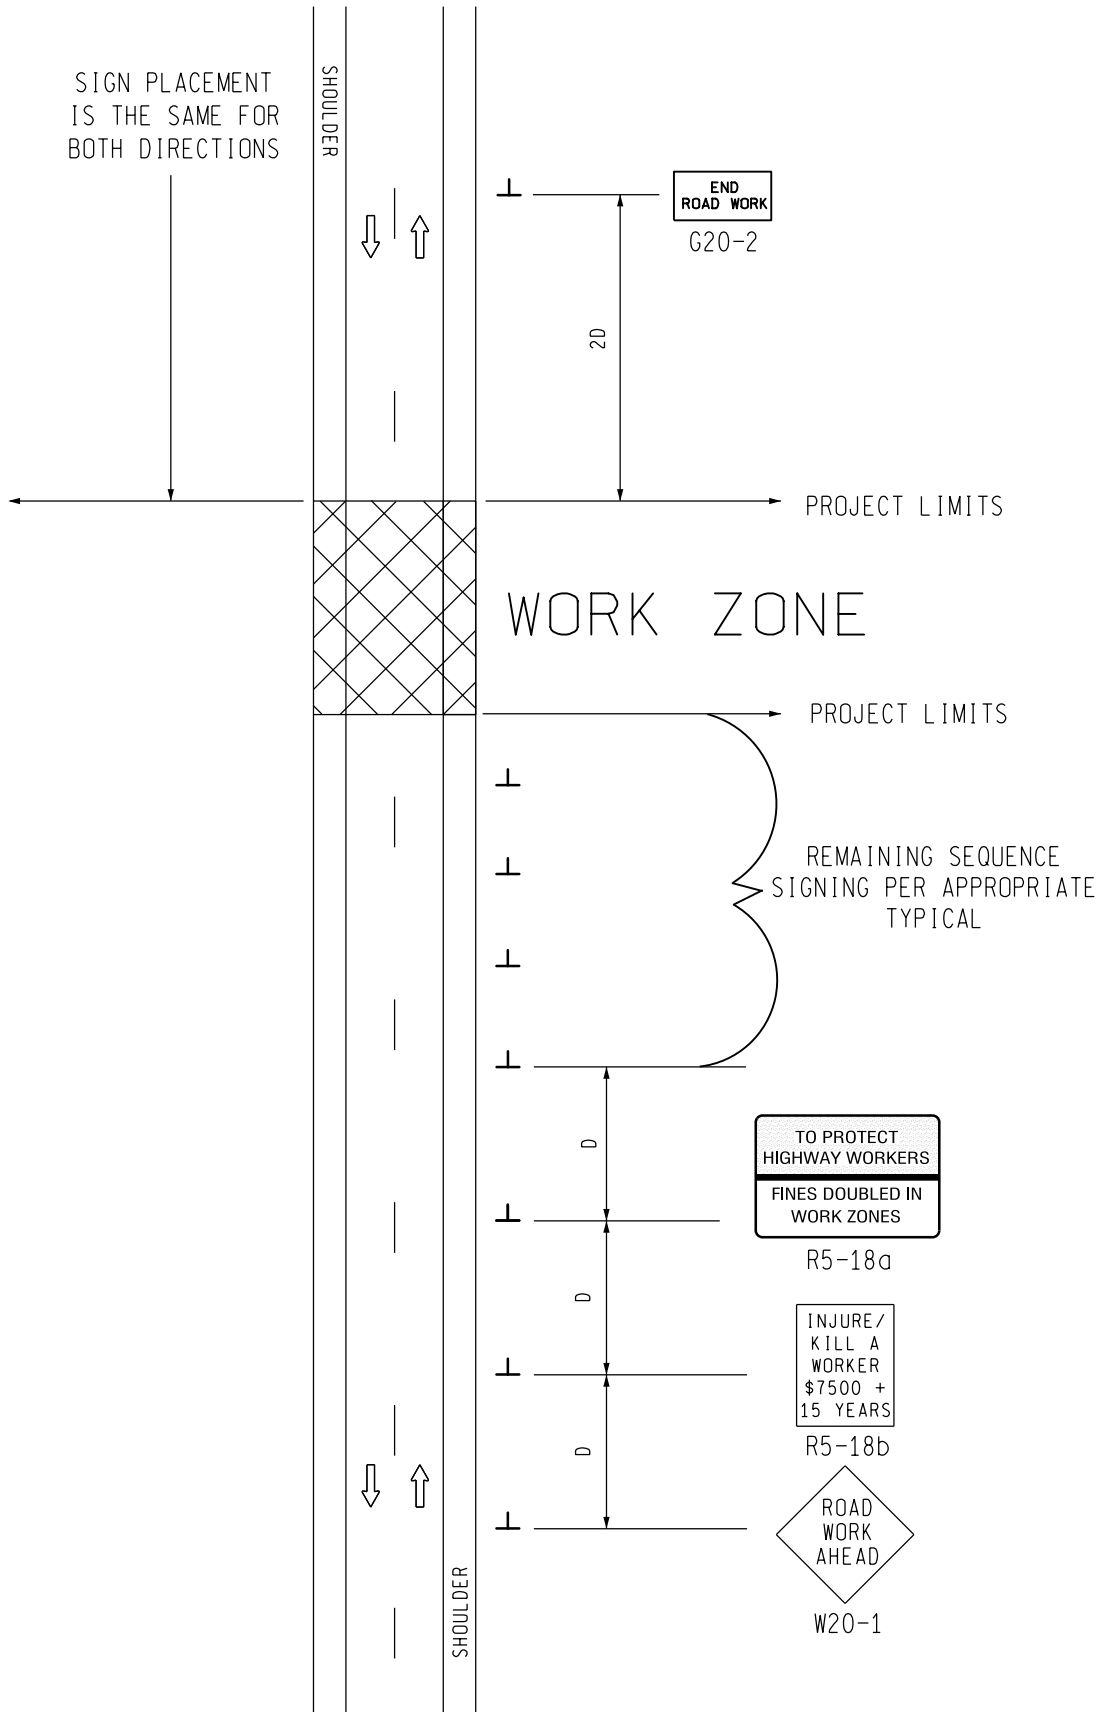 SIGN PLACEMENT
IS THE SAME FOR
BOTH DIRECTIONS
SHOULDER
END
ROAD WORK
G20-2
2D
PROJECT LIMITS
WORK ZONE
PROJECT LIMITS
REMAINING SEQUENCE
SIGNING PER APPROPRIATE
TYPICAL
D
TO PROTECT
HIGHWAY WORKERS
FINES DOUBLED IN
WORK ZONES
R5-18a
D
INJURE/
KILL A
WORKER
$7500 +
15 YEARS
R5-18b
D
ROAD
WORK
AHEAD
W20-1
SHOULDER